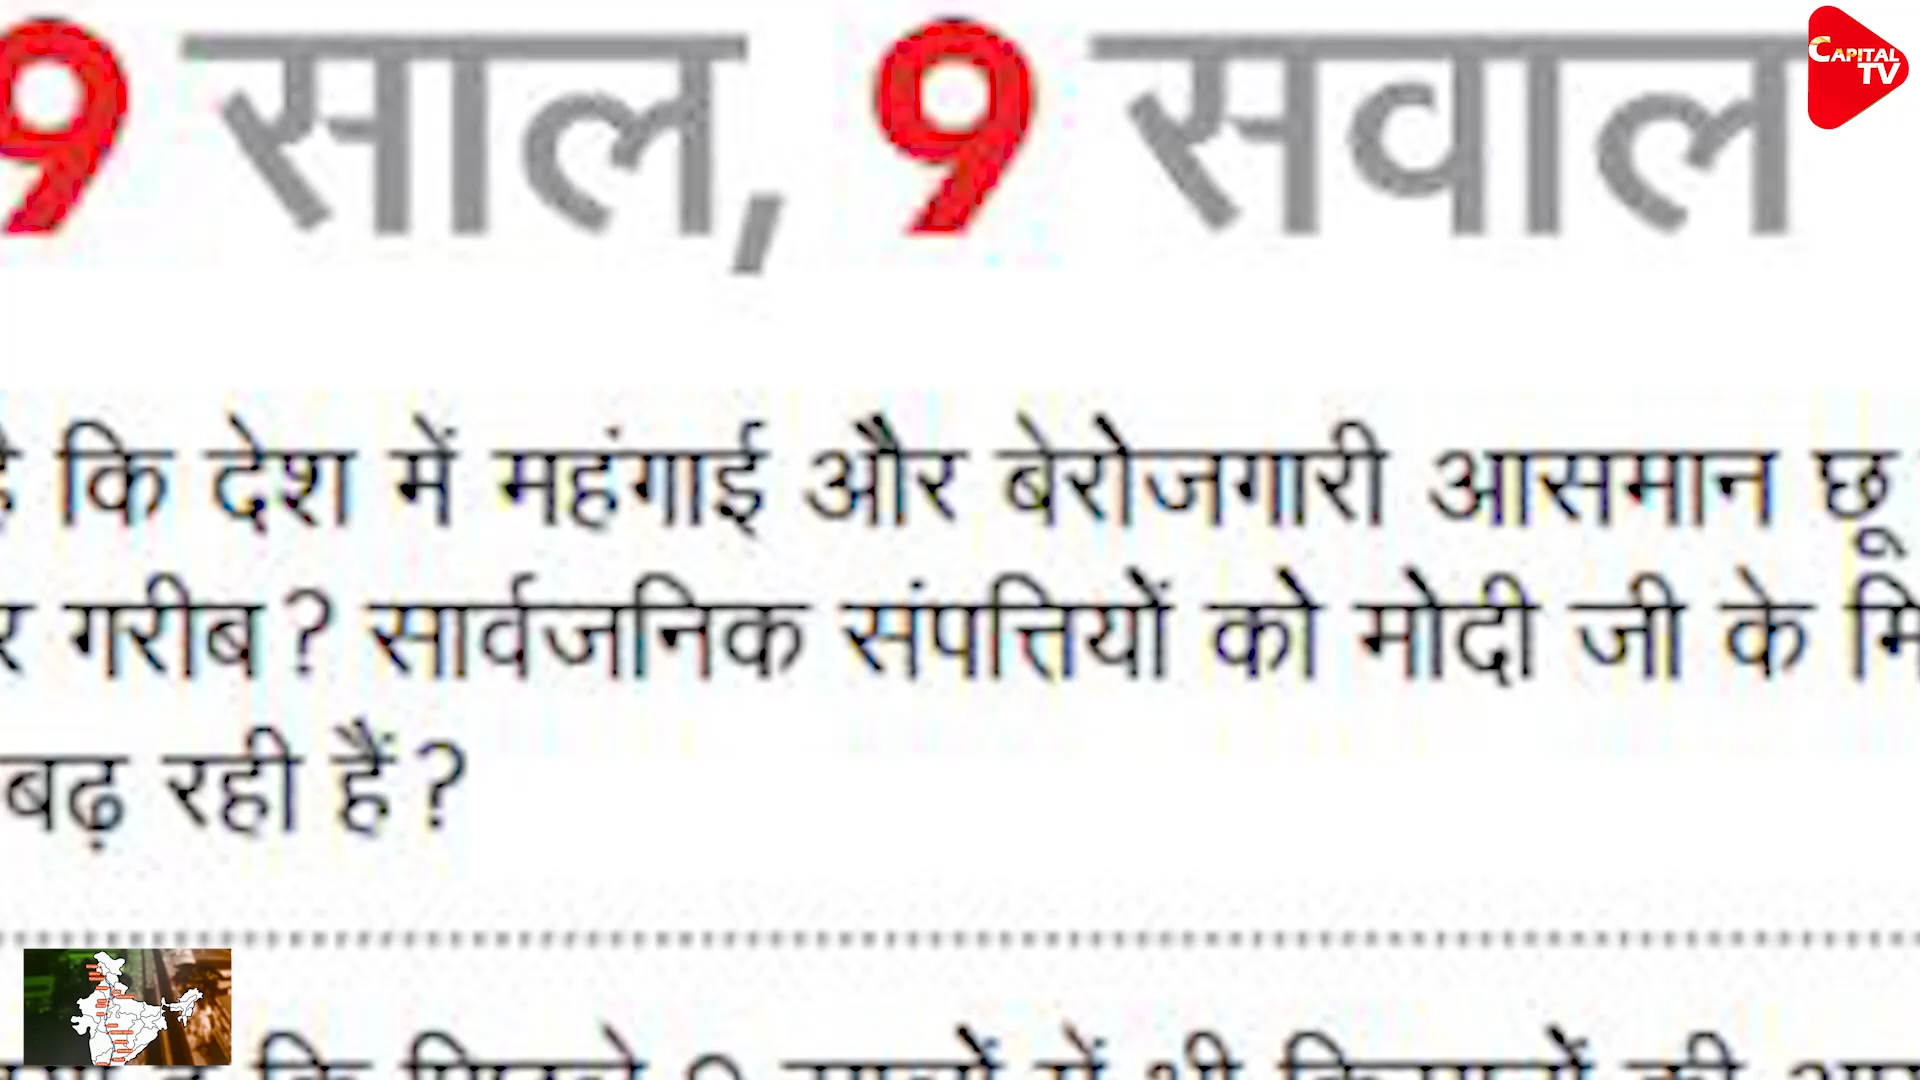 9 साल, 9 सवाल
CAPITAL
TV
कि देश में महंगाई और बेरोजगारी आसमान छू
गरीब? सार्वजनिक संपत्तियों को मोदी जी के
बढ़ रही हैं?